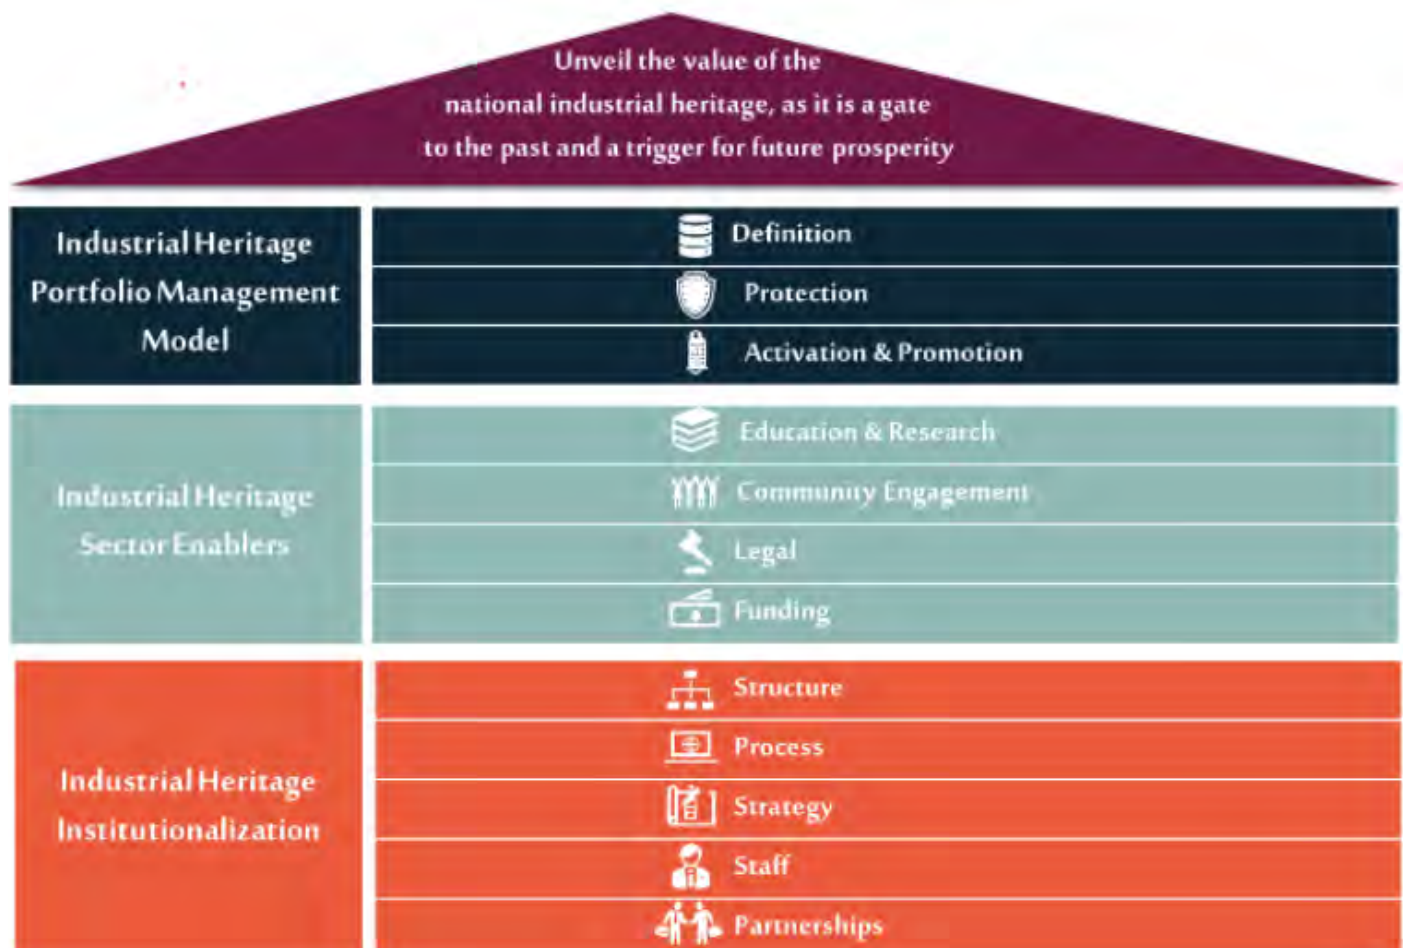 Unveil the value of the
national industrial heritage, as it is a gate
to the past and a trigger for future prosperity
Industrial Heritage
Portfolio Management
Model
Definition
Protection
Activation & Promotion
Industrial Heritage
Sector Enablers
Education & Research
Community Engagement
Legal
Funding
Industrial Heritage
Institutionalization
Structure
Process
Strategy
Staff
Partnerships